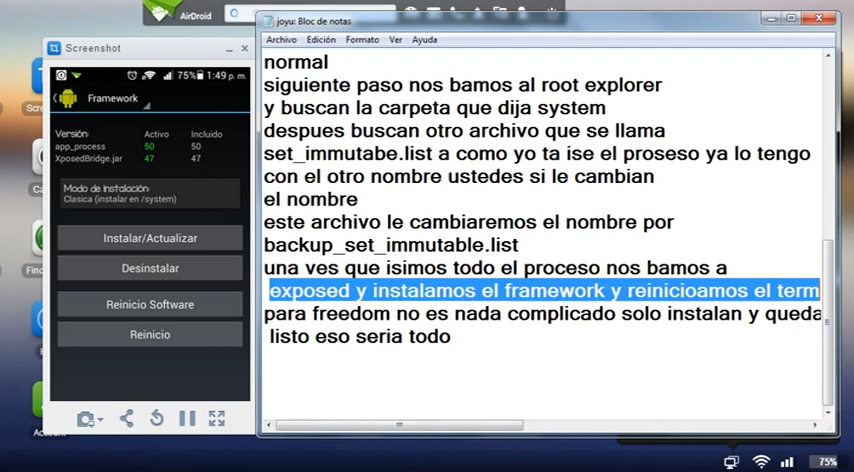 AirDroid
joyu: Bloc de notas
Archivo Edición Formato Ver Ayuda
Screenshot
75% 1:49 p. m.
Framework
Versión: Activo Incluido
app_process 50 50
XposedBridge.jar 47 47
Modo de instalación:
Clasica (instalar en /system)
Instalar/Actualizar
Desinstalar
Reinicio Software
Reinicio
normal
siguiente paso nos bamos al root explorer
y buscan la carpeta que dija system
despues buscan otro archivo que se llama
set_immutabe.list a como yo ta ise el proseso ya lo tengo
con el otro nombre ustedes si le cambian
el nombre
este archivo le cambiaremos el nombre por
backup_set_immutable.list
una ves que isimos todo el proceso nos bamos a
exposed y instalamos el framework y reinicioamos el term
para freedom no es nada complicado solo instalan y queda
listo eso seria todo
75%